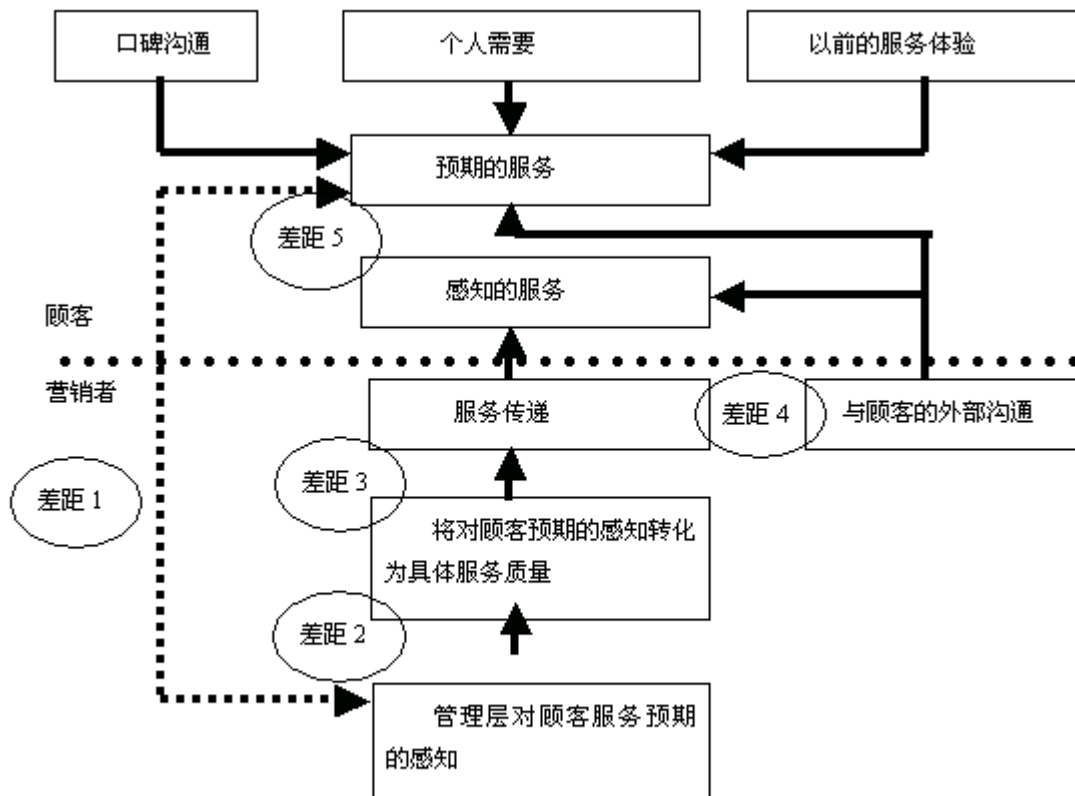 口碑沟通
个人需要
以前的服务体验
预期的服务
差距 5
感知的服务
顾客
营销者
服务传递
差距 4
与顾客的外部沟通
差距 3
差距 1
将对顾客预期的感知转化
为具体服务质量
差距 2
管理层对顾客服务预期
的感知